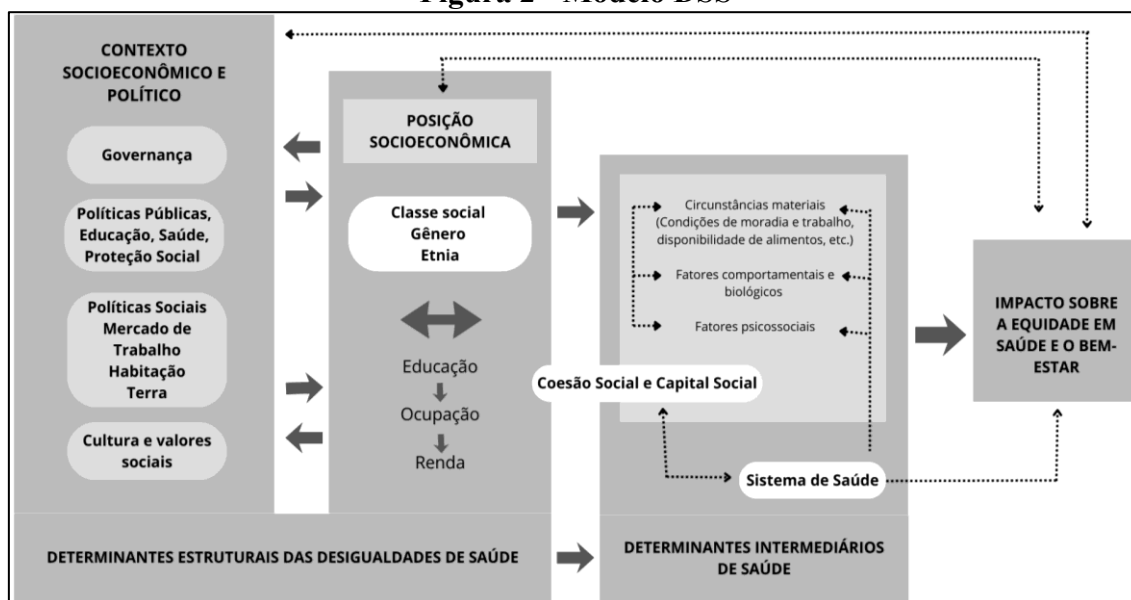 Figura 2 - Modelo DSS
CONTEXTO
SOCIOECONÔMICO E
POLÍTICO
Governança
Políticas Públicas,
Educação, Saúde,
Proteção Social
Políticas Sociais
Mercado de
Trabalho
Habitação
Terra
Cultura e valores
sociais
POSIÇÃO
SOCIOECONÔMICA
Classe social
Gênero
Etnia
Educação
Ocupação
Renda
Circunstâncias materiais
(Condições de moradia e trabalho,
disponibilidade de alimentos, etc.)
Fatores comportamentais e
biológicos
Fatores psicossociais
Coesão Social e Capital Social
Sistema de Saúde
IMPACTO SOBRE
A EQUIDADE EM
SAÚDE E O BEM-
ESTAR
DETERMINANTES ESTRUTURAIS DAS DESIGUALDADES DE SAÚDE
DETERMINANTES INTERMEDIÁRIOS
DE SAÚDE